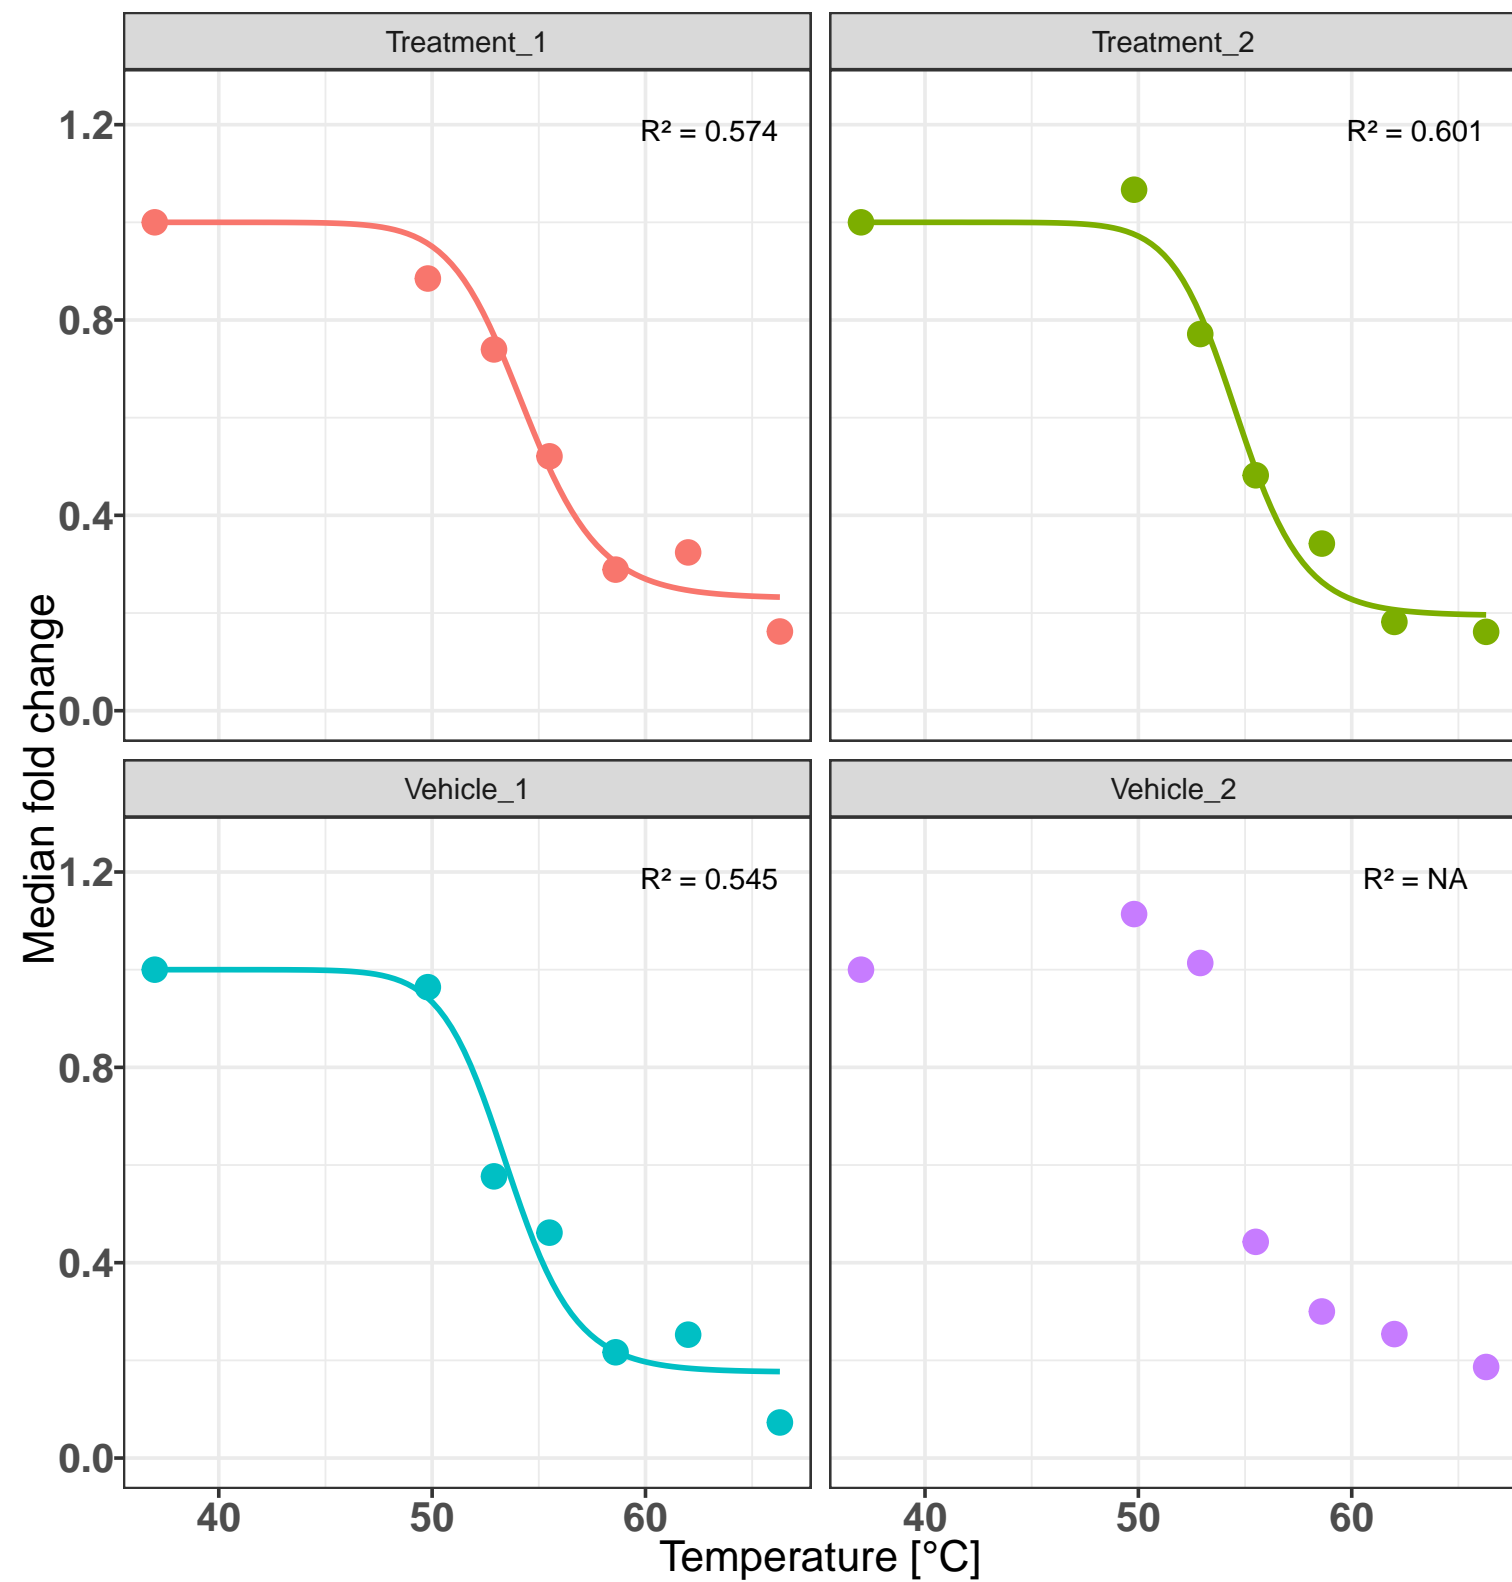 Treatment_1
Treatment_2
R² = 0.574
R² = 0.601
1.2
0.8
0.4
0.0
Median fold change
Vehicle_1
Vehicle_2
R² = 0.545
R² = NA
1.2
0.8
0.4
0.0
40
50
60
40
50
60
Temperature [°C]